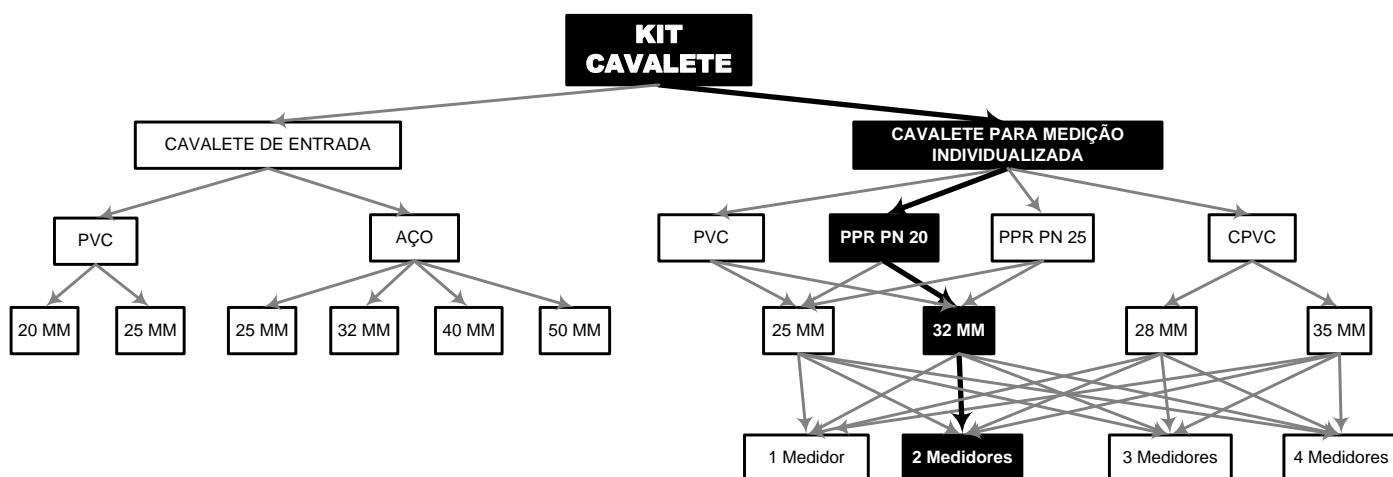 KIT
CAVALETE
CAVALETE DE ENTRADA
CAVALETE PARA MEDIÇÃO
INDIVIDUALIZADA
PVC
AÇO
PVC
PPR PN 20
PPR PN 25
CPVC
20 MM
25 MM
25 MM
32 MM
40 MM
50 MM
25 MM
32 MM
28 MM
35 MM
1 Medidor
2 Medidores
3 Medidores
4 Medidores